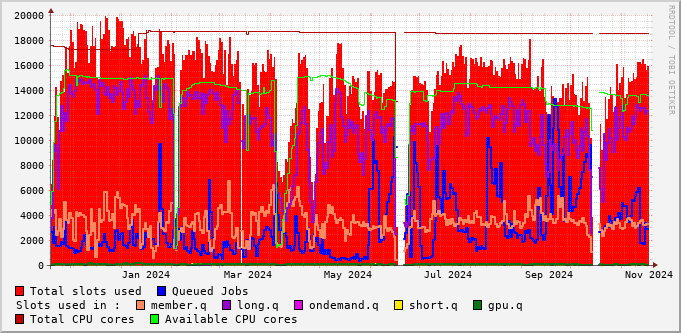 20000
18000
16000
14000
12000
10000
8000
6000
4000
2000
0
Jan 2024 Mar 2024 May 2024 Jul 2024 Sep 2024 Nov 2024
RRDTOOL / TOBI OETIKER
Total slots used Queued Jobs
Slots used in : member.q long.q ondemand.q short.q gpu.q
Total CPU cores Available CPU cores